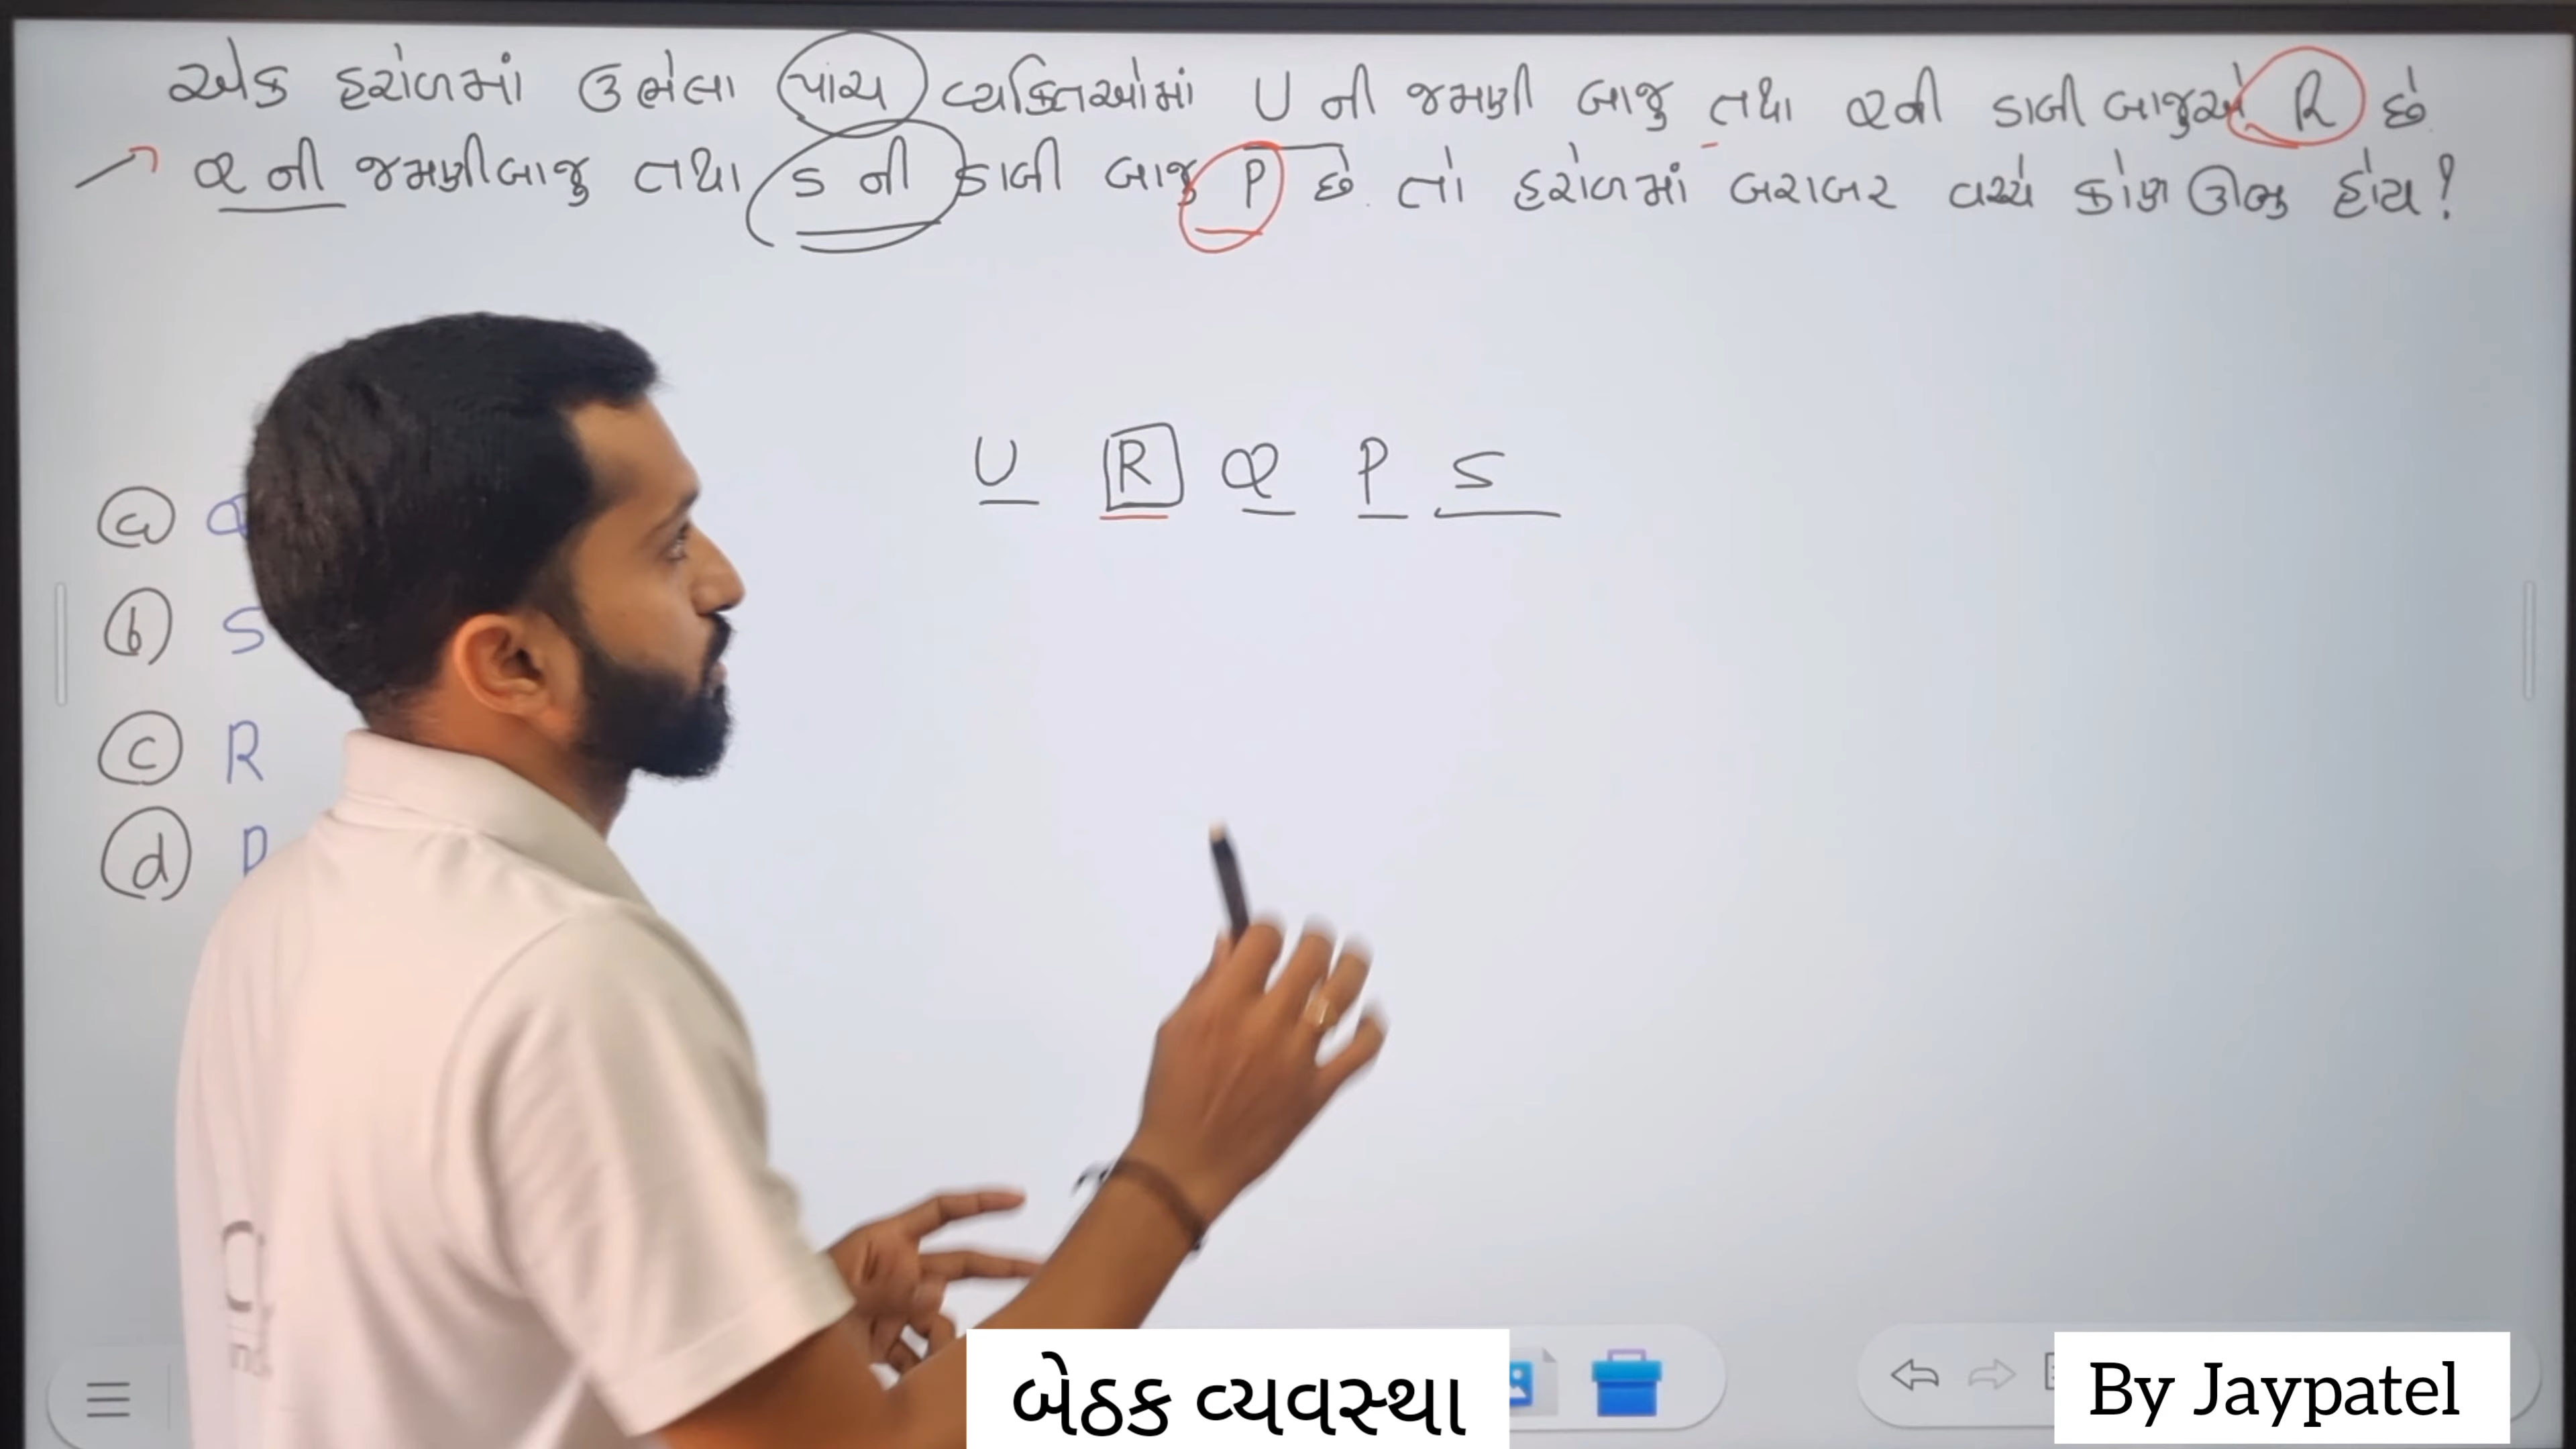 એક હરોળમાં ઉભેલા પાંચ વ્યકિતઓમાં U ની જમણી બાજુ તથા Q ની ડાબી બાજુએ R છે
Q ની જમણીબાજુ તથા S ની ડાબી બાજુ P છે. તો હરોળમાં બરાબર વચ્ચે કોણ ઊભુ હોય?
U R Q P S
(a) Q
(b) S
(c) R
(d) P
બેઠક વ્યવસ્થા
By Jaypatel